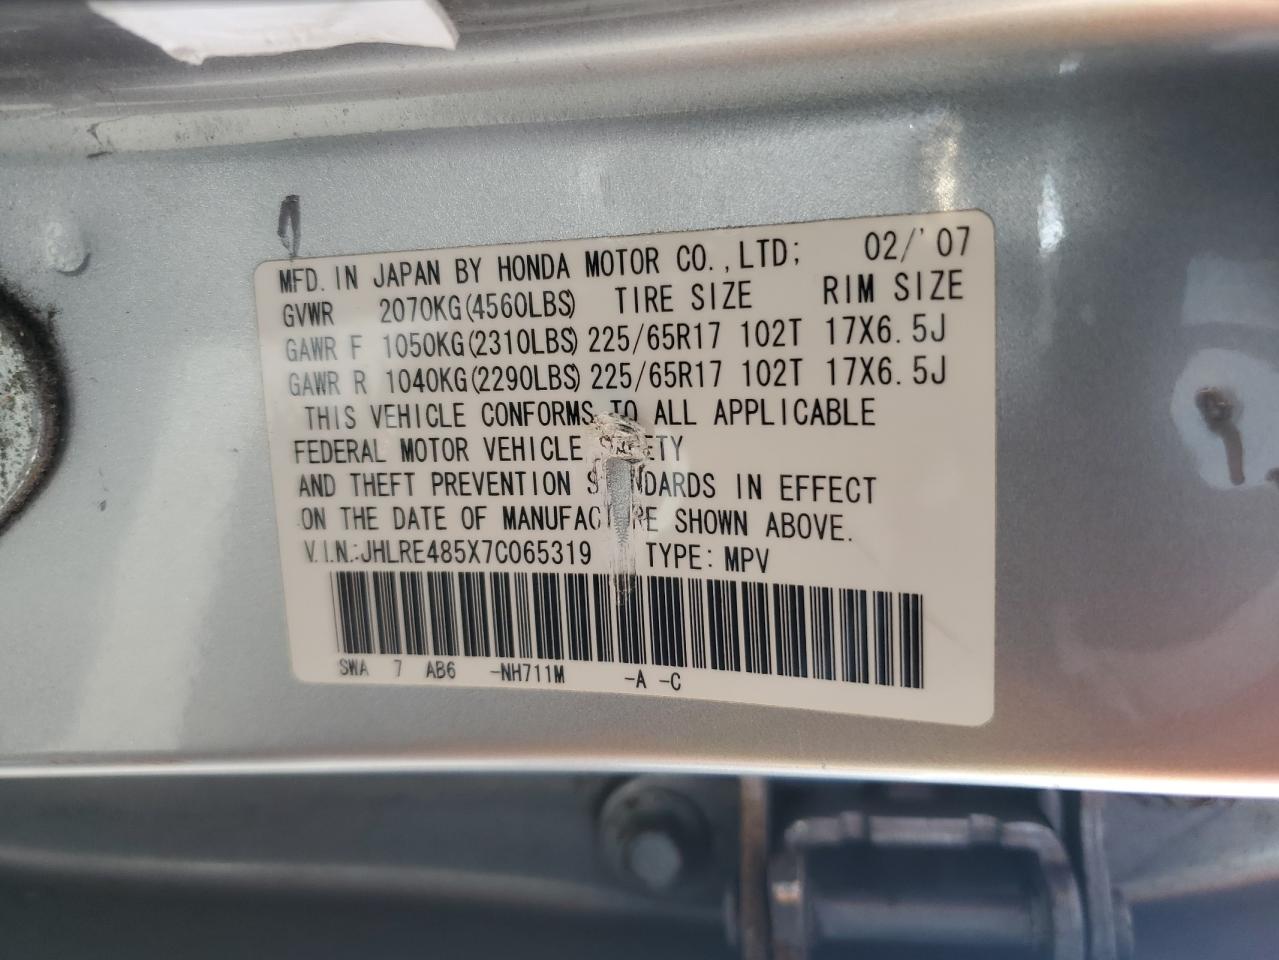 MFD. IN JAPAN BY HONDA MOTOR CO.,LTD; 02/'07
GVWR 2070KG(4560LBS) TIRE SIZE RIM SIZE
GAWR F 1050KG(2310LBS) 225/65R17 102T 17X6.5J
GAWR R 1040KG(2290LBS) 225/65R17 102T 17X6.5J
THIS VEHICLE CONFORMS TO ALL APPLICABLE
FEDERAL MOTOR VEHICLE SAFETY
AND THEFT PREVENTION STANDARDS IN EFFECT
ON THE DATE OF MANUFACTURE SHOWN ABOVE.
V.I.N.:JHLRE485X7C065319 TYPE: MPV
SWA 7 AB6 -NH711M -A -C